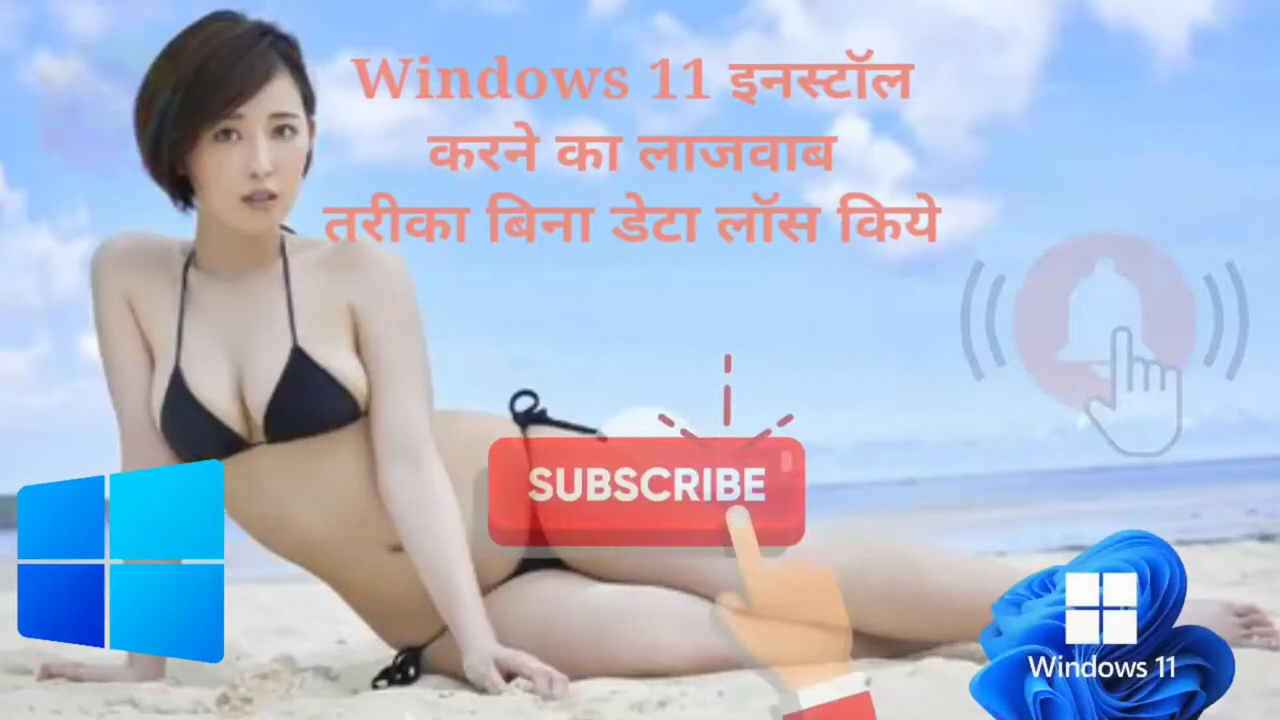 Windows 11 इनस्टॉल
करने का लाजवाब
तरीका बिना डेटा लॉस किये
SUBSCRIBE
Windows 11